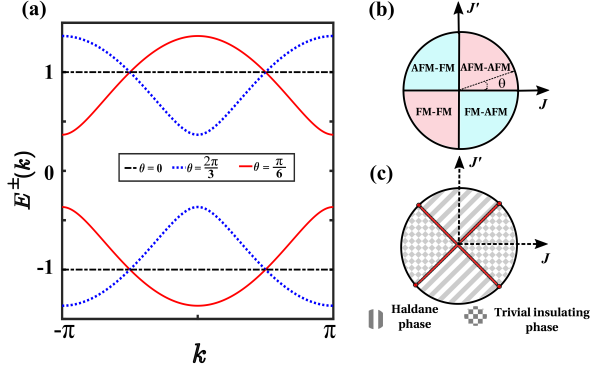 (a)
E±(k)
1
0
-1
θ = 0
θ = 2π/3
θ = π/6
-π
0
π
k
(b)
J′
AFM-FM
AFM-AFM
θ
J
FM-FM
FM-AFM
(c)
J′
J
Haldane
phase
Trivial insulating
phase